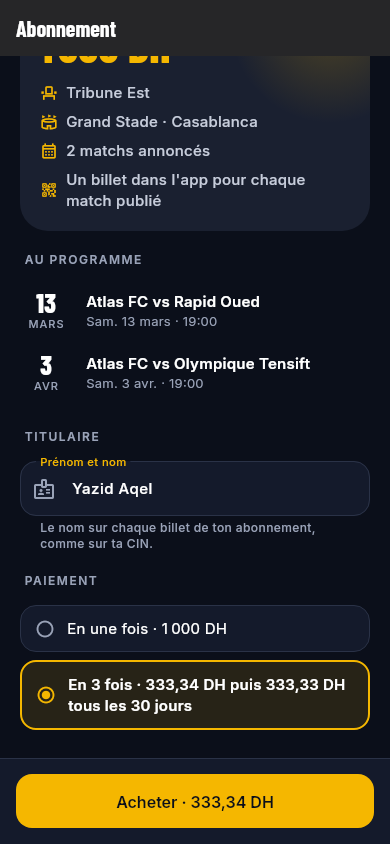 Abonnement
1 000 DH
Tribune Est
Grand Stade · Casablanca
2 matchs annoncés
Un billet dans l'app pour chaque
match publié
AU PROGRAMME
13
MARS
Atlas FC vs Rapid Oued
Sam. 13 mars · 19:00
3
AVR
Atlas FC vs Olympique Tensift
Sam. 3 avr. · 19:00
TITULAIRE
Prénom et nom
Yazid Aqel
Le nom sur chaque billet de ton abonnement,
comme sur ta CIN.
PAIEMENT
En une fois · 1 000 DH
En 3 fois · 333,34 DH puis 333,33 DH
tous les 30 jours
Acheter · 333,34 DH